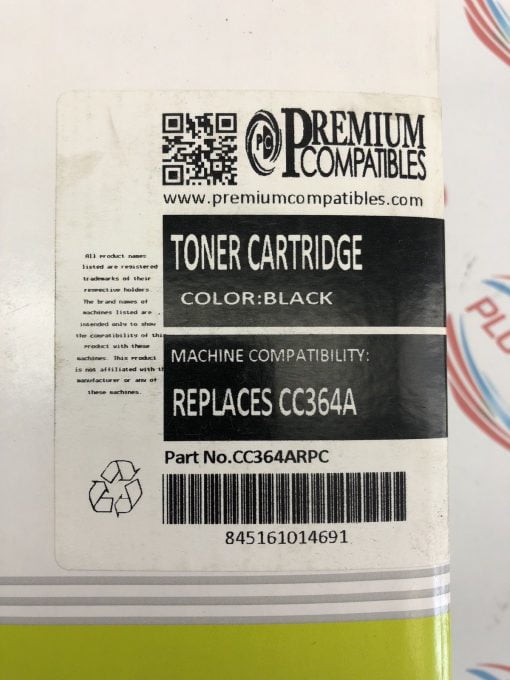 PC PREMIUM
COMPATIBLES
www.premiumcompatibles.com
TONER CARTRIDGE
COLOR:BLACK
All product names
listed are registered
trademarks of their
respective holders.
The brand names of
machines listed are
intended only to show
the compatibility of this
product with these
machines. This Product
is not affiliated with th
manufacturer or any of
these machines.
MACHINE COMPATIBILITY:
REPLACES CC364A
Part No.CC364ARPC
845161014691
PLU